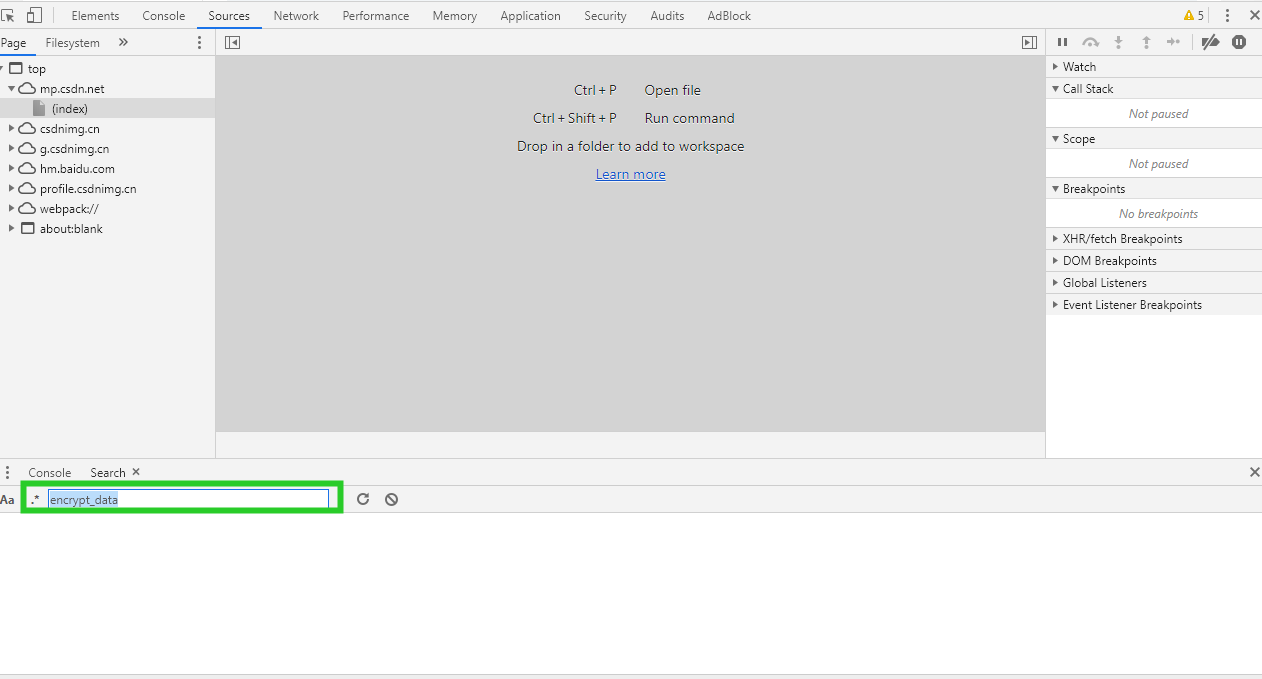 Elements Console Sources Network Performance Memory Application Security Audits AdBlock 5
Page Filesystem »
top
mp.csdn.net
(index)
csdnimg.cn
g.csdnimg.cn
hm.baidu.com
profile.csdnimg.cn
webpack://
about:blank
Ctrl + P Open file
Ctrl + Shift + P Run command
Drop in a folder to add to workspace
Learn more
Watch
Call Stack
Not paused
Scope
Not paused
Breakpoints
No breakpoints
XHR/fetch Breakpoints
DOM Breakpoints
Global Listeners
Event Listener Breakpoints
Console Search ×
Aa .* encrypt_data